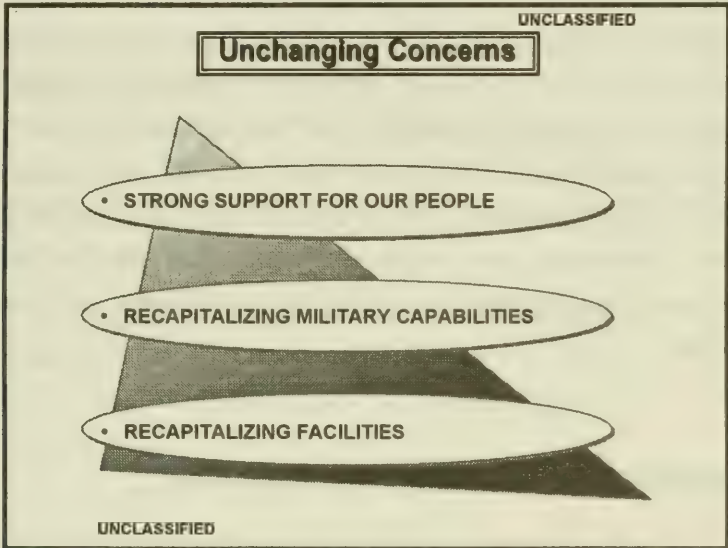 UNCLASSIFIED
Unchanging Concerns
• STRONG SUPPORT FOR OUR PEOPLE
• RECAPITALIZING MILITARY CAPABILITIES
• RECAPITALIZING FACILITIES
UNCLASSIFIED